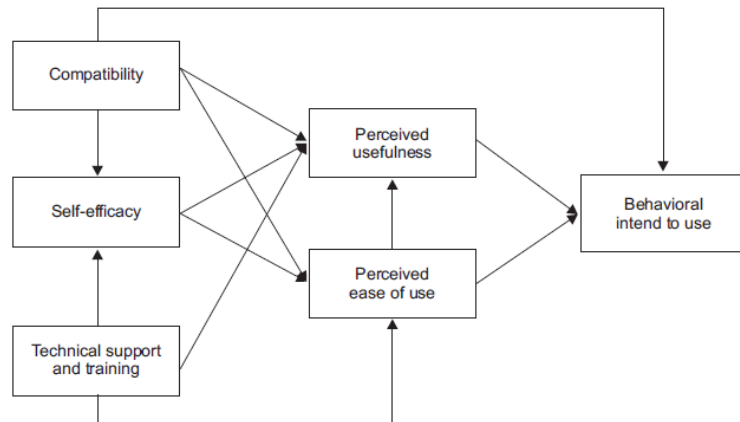 Compatibility
Self-efficacy
Technical support
and training
Perceived
usefulness
Perceived
ease of use
Behavioral
intend to use